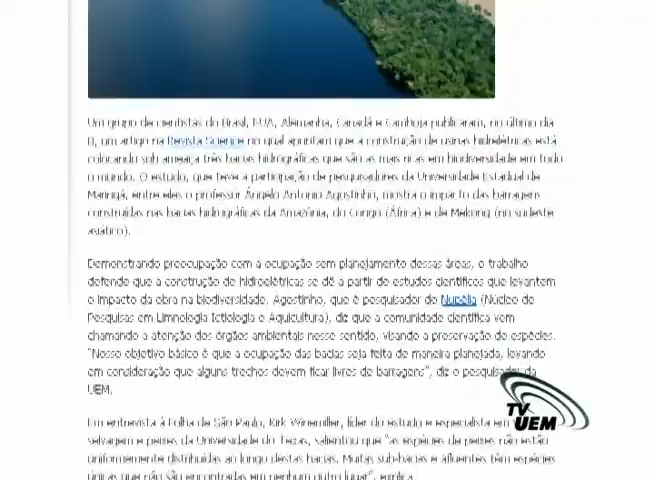 Um grupo de cientistas do Brasil, EUA, Alemanha, Canadá e Camboja publicaram, no último dia
8, um artigo na Revista Science no qual apontam que a construção de usinas hidrelétricas está
colocando sob ameaça três bacias hidrográficas que são as mais ricas em biodiversidade em todo
o mundo. O estudo, que teve a participação de pesquisadores da Universidade Estadual de
Maringá, entre eles o professor Ângelo Antonio Agostinho, mostra o impacto das barragens
construídas nas bacias hidrográficas da Amazônia, do Congo (África) e de Mekong (no sudeste
asiático).
Demonstrando preocupação com a ocupação sem planejamento dessas áreas, o trabalho
defende que a construção de hidroelétricas se dê a partir de estudos científicos que levantem
o impacto da obra na biodiversidade. Agostinho, que é pesquisador do Nupélia (Núcleo de
Pesquisas em Limnologia Ictiologia e Aquicultura), diz que a comunidade científica vem
chamando a atenção dos órgãos ambientais nesse sentido, visando a preservação de espécies.
"Nosso objetivo básico é que a ocupação das bacias seja feita de maneira planejada, levando
em consideração que alguns trechos devem ficar livres de barragens", diz o pesquisador da
UEM.
Em entrevista à Folha de São Paulo, Kirk Winemiller, líder do estudo e especialista em
selvagem e peixes da Universidade do Texas, salientou que "as espécies de peixes não estão
uniformemente distribuídas ao longo destas bacias. Muitas sub-bacias e afluentes têm espécies
únicas que não são encontradas em nenhum outro lugar", explica
TV
UEM